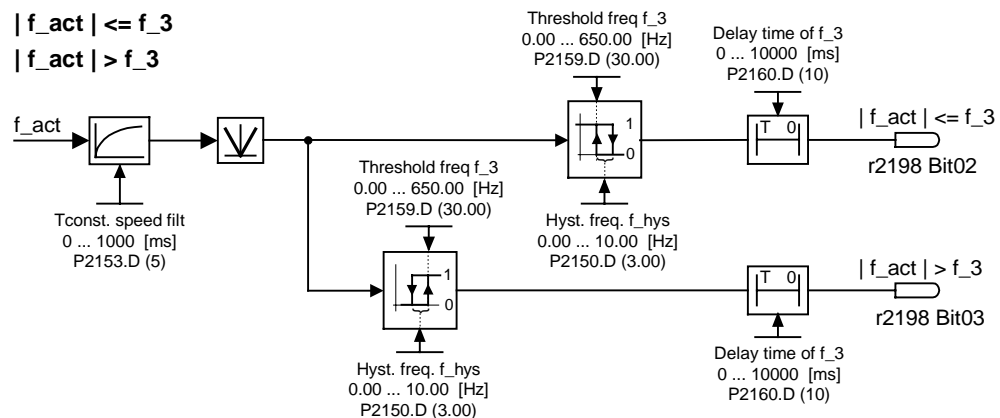 | f_act | <= f_3
| f_act | > f_3
Threshold freq f_3
0.00 ... 650.00 [Hz]
P2159.D (30.00)
Delay time of f_3
0 ... 10000 [ms]
P2160.D (10)
f_act
1
0
T 0
| f_act | <= f_3
r2198 Bit02
Threshold freq f_3
0.00 ... 650.00 [Hz]
P2159.D (30.00)
Tconst. speed filt
0 ... 1000 [ms]
P2153.D (5)
Hyst. freq. f_hys
0.00 ... 10.00 [Hz]
P2150.D (3.00)
1
0
T 0
| f_act | > f_3
r2198 Bit03
Hyst. freq. f_hys
0.00 ... 10.00 [Hz]
P2150.D (3.00)
Delay time of f_3
0 ... 10000 [ms]
P2160.D (10)